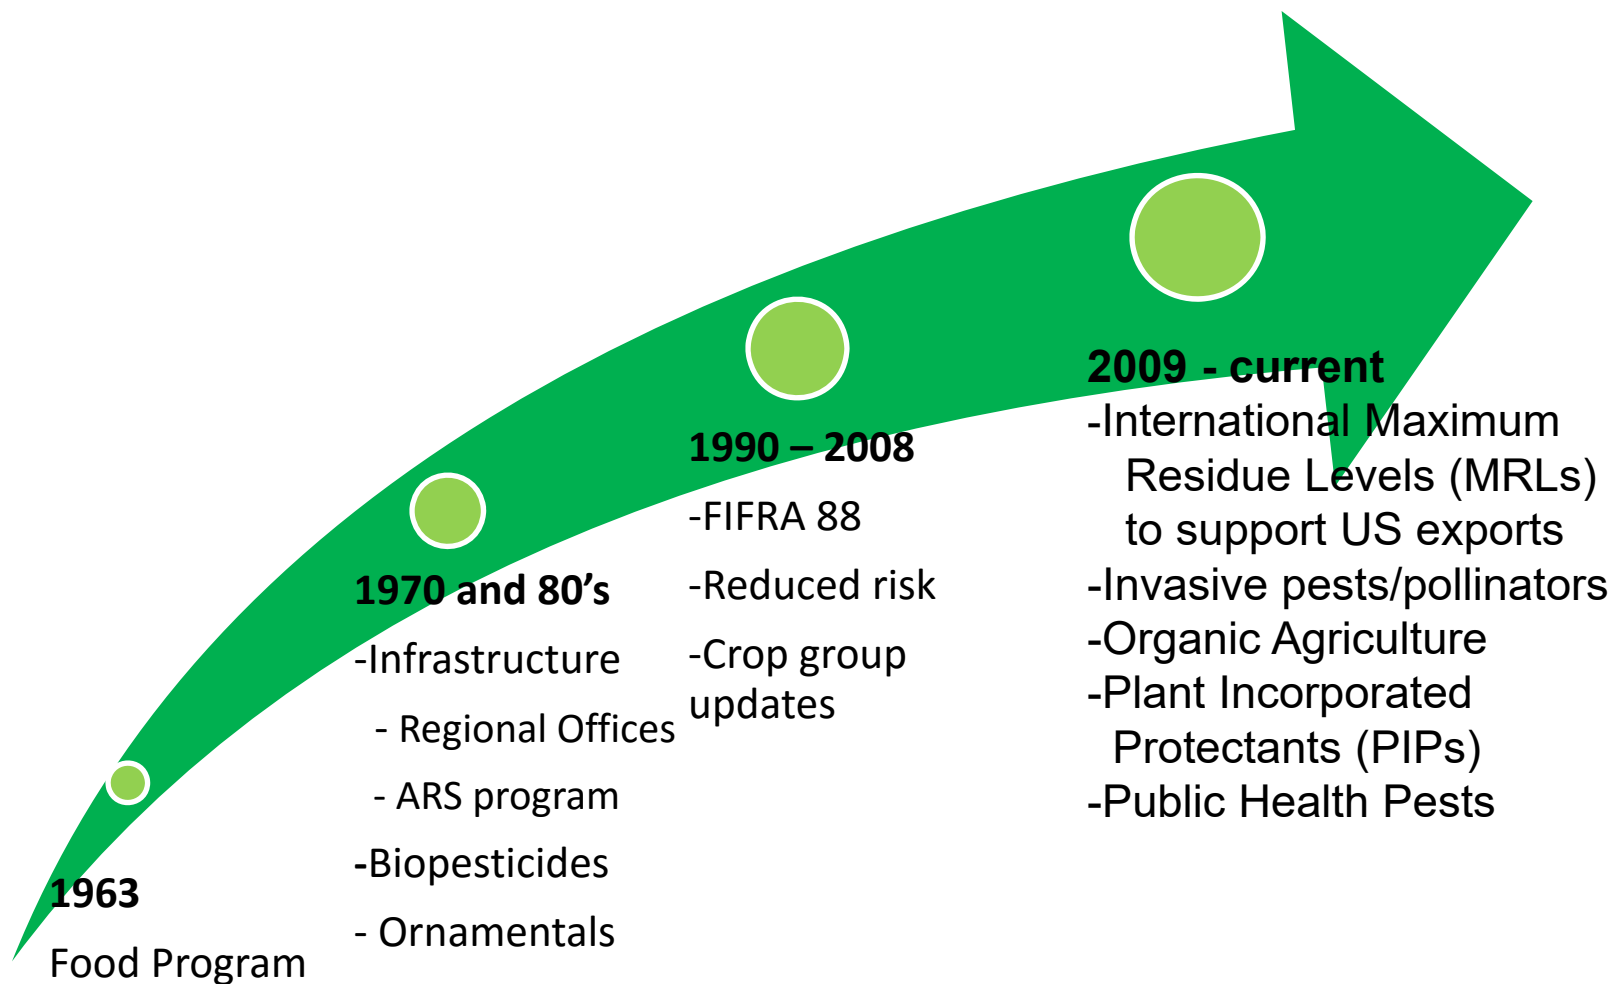 1963
Food Program
1970 and 80’s
-Infrastructure
- Regional Offices
- ARS program
-Biopesticides
- Ornamentals
1990 – 2008
-FIFRA 88
-Reduced risk
-Crop group
updates
2009 - current
-International Maximum
Residue Levels (MRLs)
to support US exports
-Invasive pests/pollinators
-Organic Agriculture
-Plant Incorporated
Protectants (PIPs)
-Public Health Pests